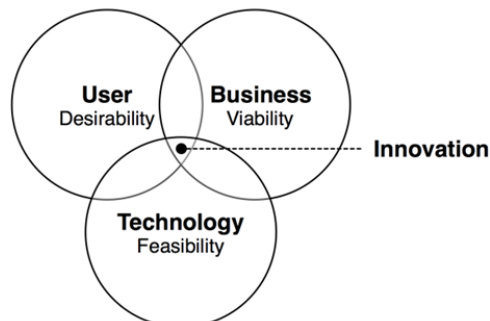 User
Desirability
Business
Viability
Innovation
Technology
Feasibility